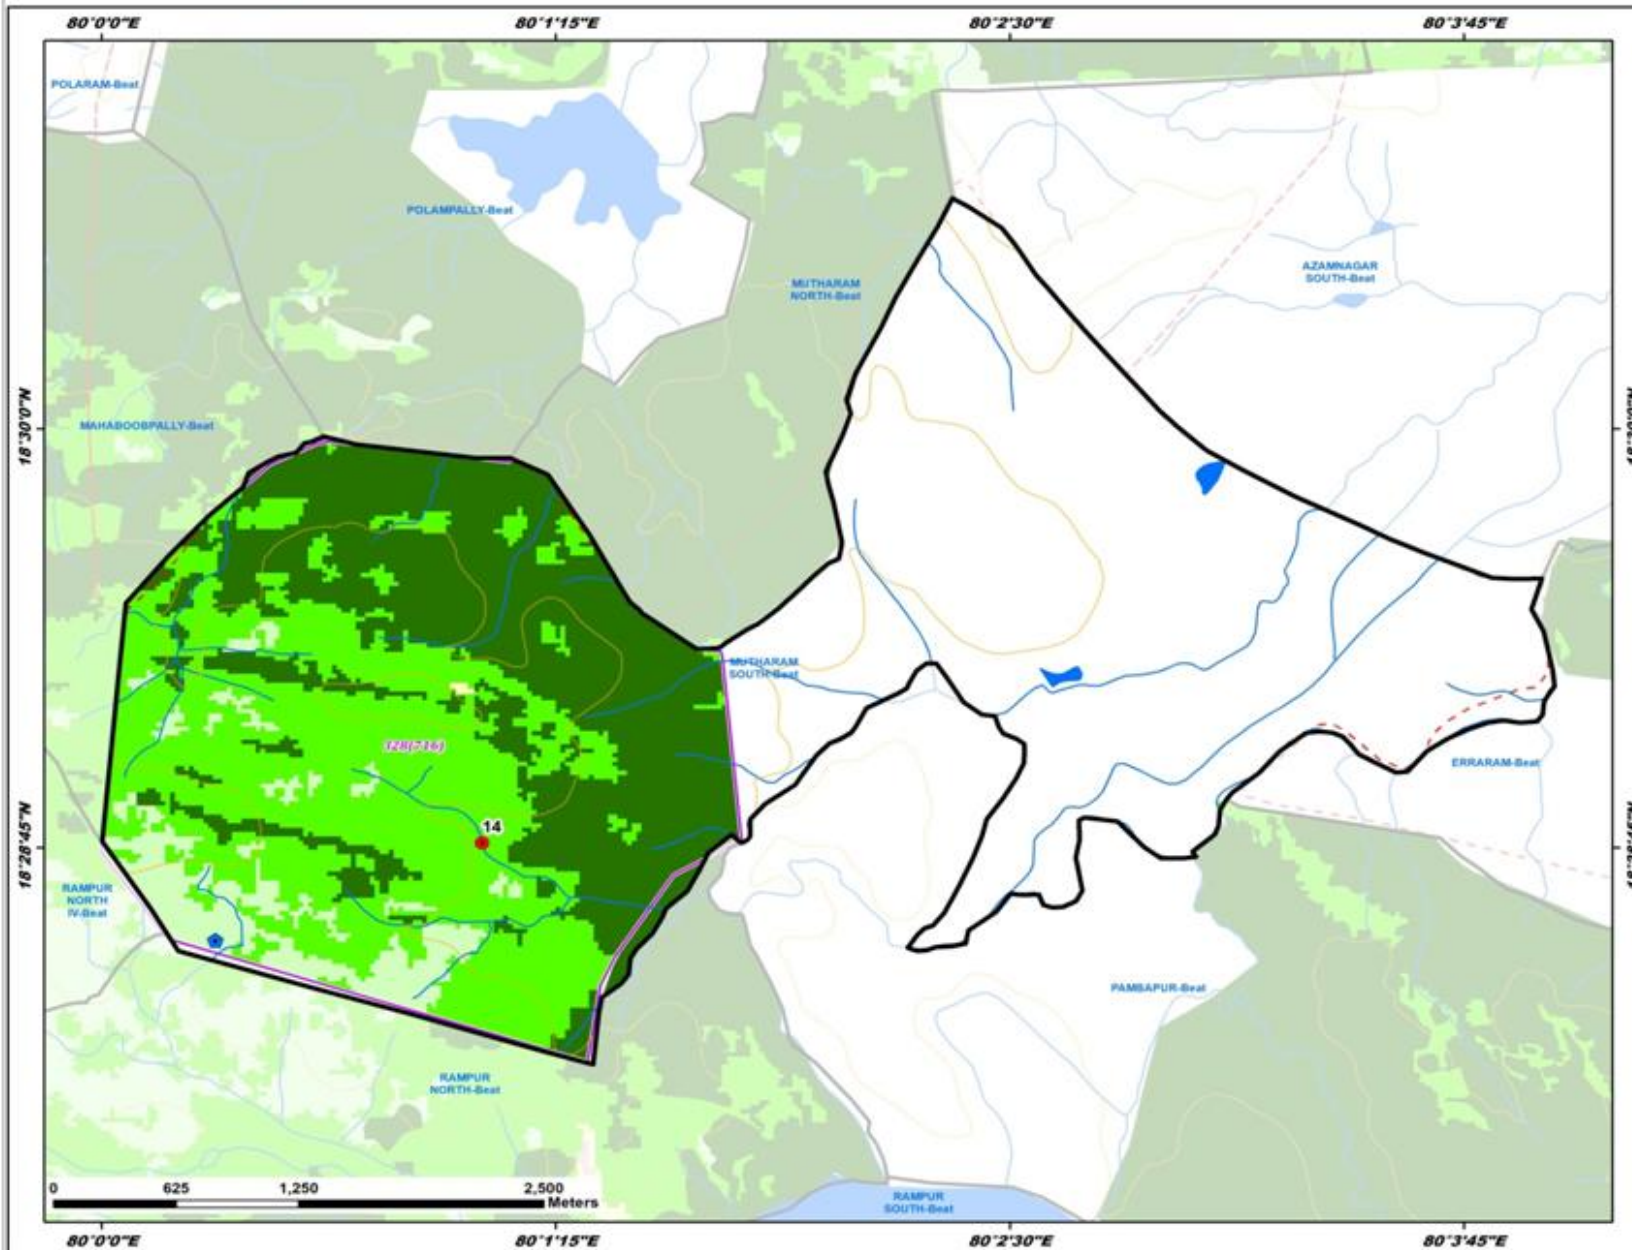 80°0'0"E 80°1'15"E 80°2'30"E 80°3'45"E
POLARAM-Beat
POLAMPALLY-Beat
AZAMNAGAR
SOUTH-Beat
MUTHARAM
NORTH-Beat
18°30'0"N
MAHABOOBPALLY-Beat
MUTHARAM
SOUTH-Beat
328(716)
ERRARAM-Beat
14
18°28'45"N
RAMPUR
NORTH
IV-Beat
PAMBAPUR-Beat
RAMPUR
NORTH-Beat
0 625 1,250 2,500
Meters
RAMPUR
SOUTH-Beat
80°0'0"E 80°1'15"E 80°2'30"E 80°3'45"E